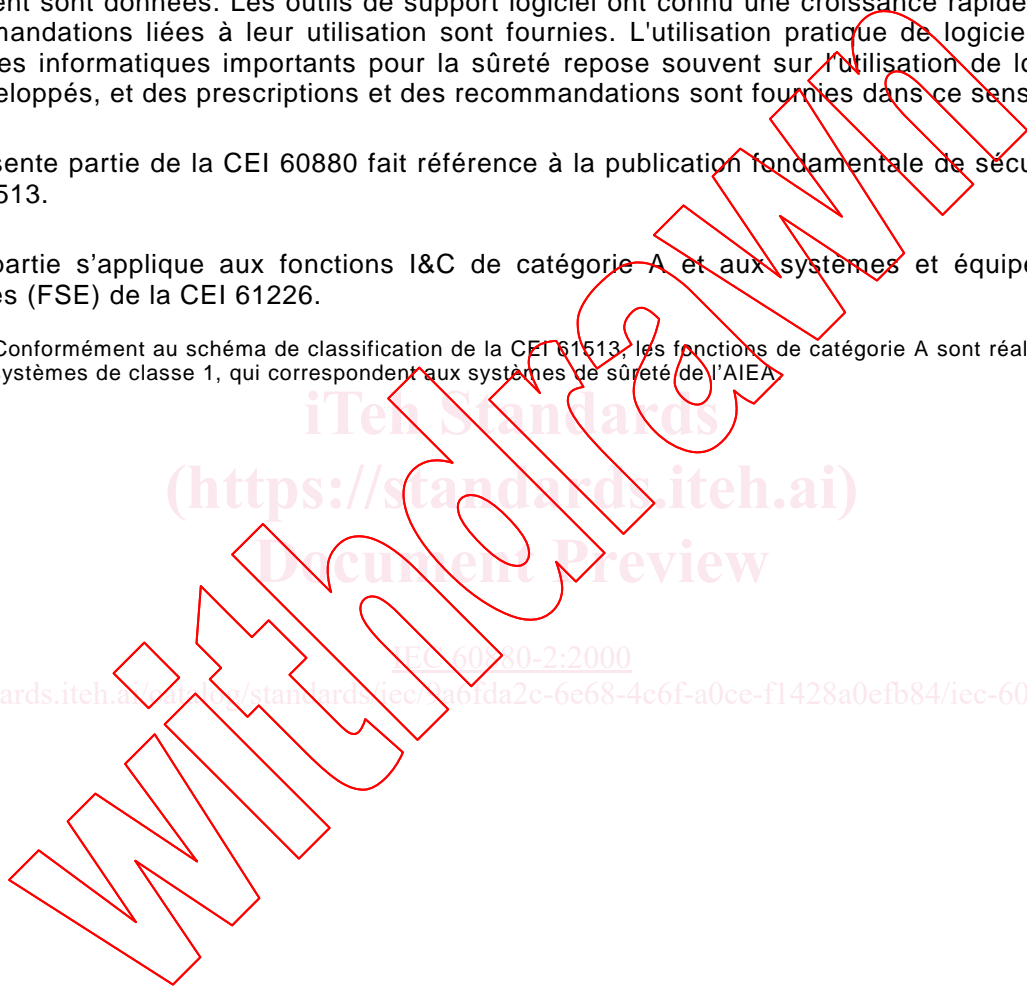 ent sont données. Les outils de support logiciel ont connu une croissance rapide
mandations liées à leur utilisation sont fournies. L'utilisation pratique de logicie
es informatiques importants pour la sûreté repose souvent sur l'utilisation de lo
eloppés, et des prescriptions et des recommandations sont fournies dans ce sens
sente partie de la CEI 60880 fait référence à la publication fondamentale de sécu
513.
partie s'applique aux fonctions I&C de catégorie A et aux systèmes et équipe
es (FSE) de la CEI 61226.
Conformément au schéma de classification de la CEI 61513, les fonctions de catégorie A sont réal
systèmes de classe 1, qui correspondent aux systèmes de sûreté de l'AIEA.
iTeh Standards
(https://standards.iteh.ai)
Document Preview
IEC 60880-2:2000
ards.iteh.ai/catalog/standards/iec/9a6fda2c-6e68-4c6f-a0ce-f1428a0efb84/iec-60
withdrawn